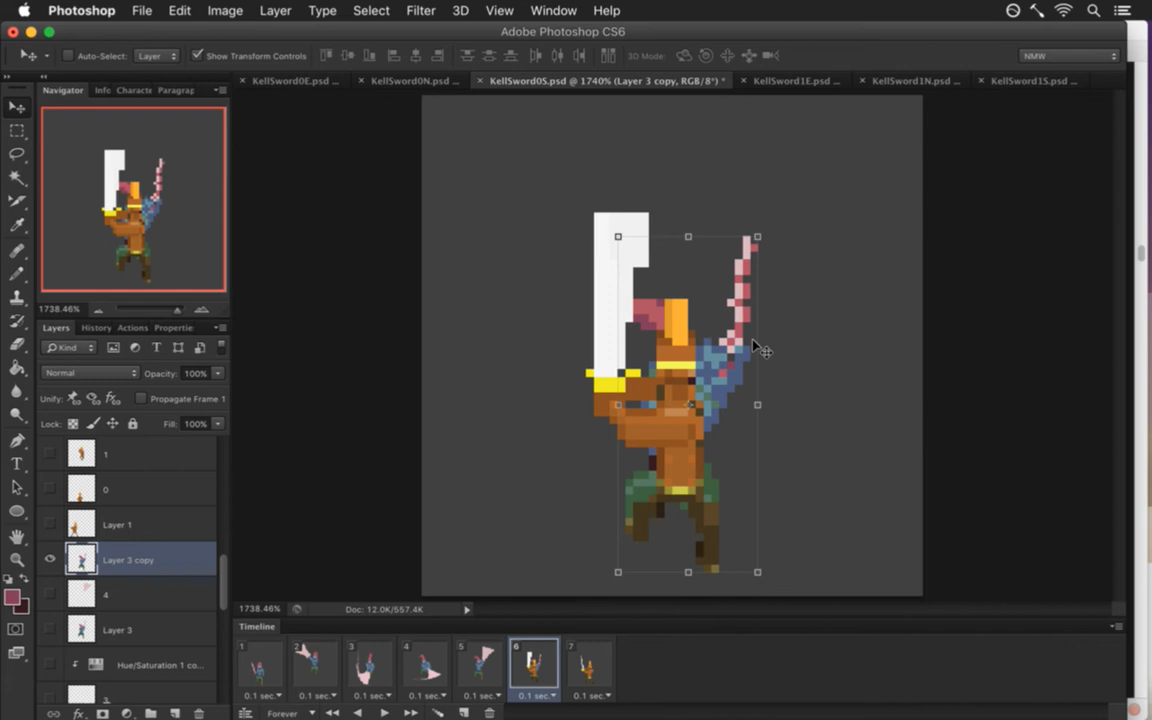 Photoshop File Edit Image Layer Type Select Filter 3D View Window Help
Adobe Photoshop CS6
Auto-Select: Layer Show Transform Controls 3D Mode: NMW
KellSword0E.psd ... KellSword0N.psd ... KellSword0S.psd @ 1740% (Layer 3 copy, RGB/8*) * KellSword1E.psd ... KellSword1N.psd ... KellSword1S.psd ...
Navigator Info Characte Paragrap
1738.46%
Layers History Actions Propertie
Kind
Normal Opacity: 100%
Unify: Propagate Frame 1
Lock: Fill: 100%
1
0
Layer 1
Layer 3 copy
4
Layer 3
Hue/Saturation 1 co...
1738.46% Doc: 12.0K/557.4K
Timeline
1 2 3 4 5 6 7
0.1 sec. 0.1 sec. 0.1 sec. 0.1 sec. 0.1 sec. 0.1 sec. 0.1 sec.
Forever